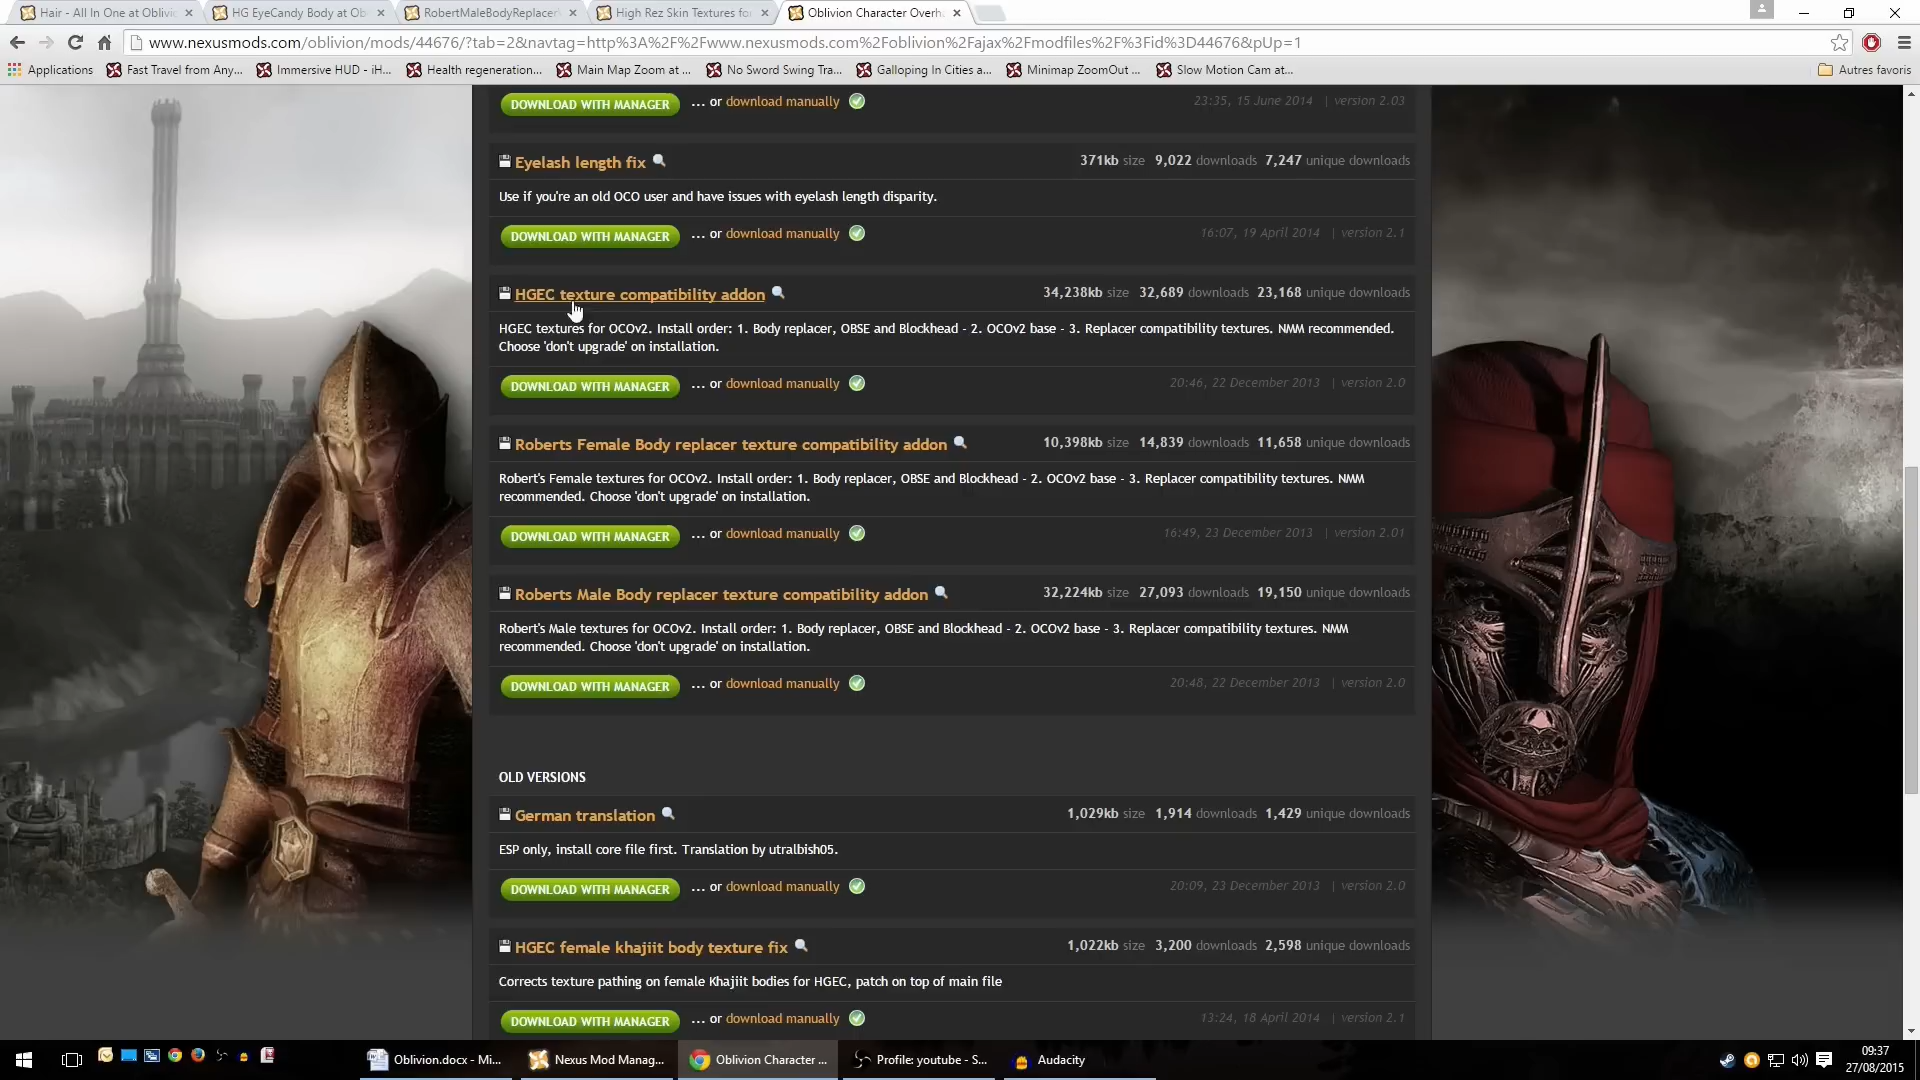 Hair - All In One at Oblivi
HG EyeCandy Body at Ob
RobertMaleBodyReplacer
High Rez Skin Textures for
Oblivion Character Overh
www.nexusmods.com/oblivion/mods/44676/?tab=2&navtag=http%3A%2F%2Fwww.nexusmods.com%2Foblivion%2Fajax%2Fmodfiles%2F%3Fid%3D44676&pUp=1
Applications
Fast Travel from Any...
Immersive HUD - iH...
Health regeneration...
Main Map Zoom at ...
No Sword Swing Tra...
Galloping In Cities a...
Minimap ZoomOut ...
Slow Motion Cam at...
Autres favoris
DOWNLOAD WITH MANAGER ... or download manually 23:35, 15 June 2014 | version 2.03
Eyelash length fix 371kb size 9,022 downloads 7,247 unique downloads
Use if you're an old OCO user and have issues with eyelash length disparity.
DOWNLOAD WITH MANAGER ... or download manually 16:07, 19 April 2014 | version 2.1
HGEC texture compatibility addon 34,238kb size 32,689 downloads 23,168 unique downloads
HGEC textures for OCOv2. Install order: 1. Body replacer, OBSE and Blockhead - 2. OCOv2 base - 3. Replacer compatibility textures. NMM recommended.
Choose 'don't upgrade' on installation.
DOWNLOAD WITH MANAGER ... or download manually 20:46, 22 December 2013 | version 2.0
Roberts Female Body replacer texture compatibility addon 10,398kb size 14,839 downloads 11,658 unique downloads
Robert's Female textures for OCOv2. Install order: 1. Body replacer, OBSE and Blockhead - 2. OCOv2 base - 3. Replacer compatibility textures. NMM
recommended. Choose 'don't upgrade' on installation.
DOWNLOAD WITH MANAGER ... or download manually 16:49, 23 December 2013 | version 2.01
Roberts Male Body replacer texture compatibility addon 32,224kb size 27,093 downloads 19,150 unique downloads
Robert's Male textures for OCOv2. Install order: 1. Body replacer, OBSE and Blockhead - 2. OCOv2 base - 3. Replacer compatibility textures. NMM
recommended. Choose 'don't upgrade' on installation.
DOWNLOAD WITH MANAGER ... or download manually 20:48, 22 December 2013 | version 2.0
OLD VERSIONS
German translation 1,029kb size 1,914 downloads 1,429 unique downloads
ESP only, install core file first. Translation by utralbish05.
DOWNLOAD WITH MANAGER ... or download manually 20:09, 23 December 2013 | version 2.0
HGEC female khajiit body texture fix 1,022kb size 3,200 downloads 2,598 unique downloads
Corrects texture pathing on female Khajiit bodies for HGEC, patch on top of main file
DOWNLOAD WITH MANAGER ... or download manually 13:24, 18 April 2014 | version 2.1
Oblivion.docx - Mi...
Nexus Mod Manag...
Oblivion Character ...
Profile: youtube - S...
Audacity
09:37
27/08/2015